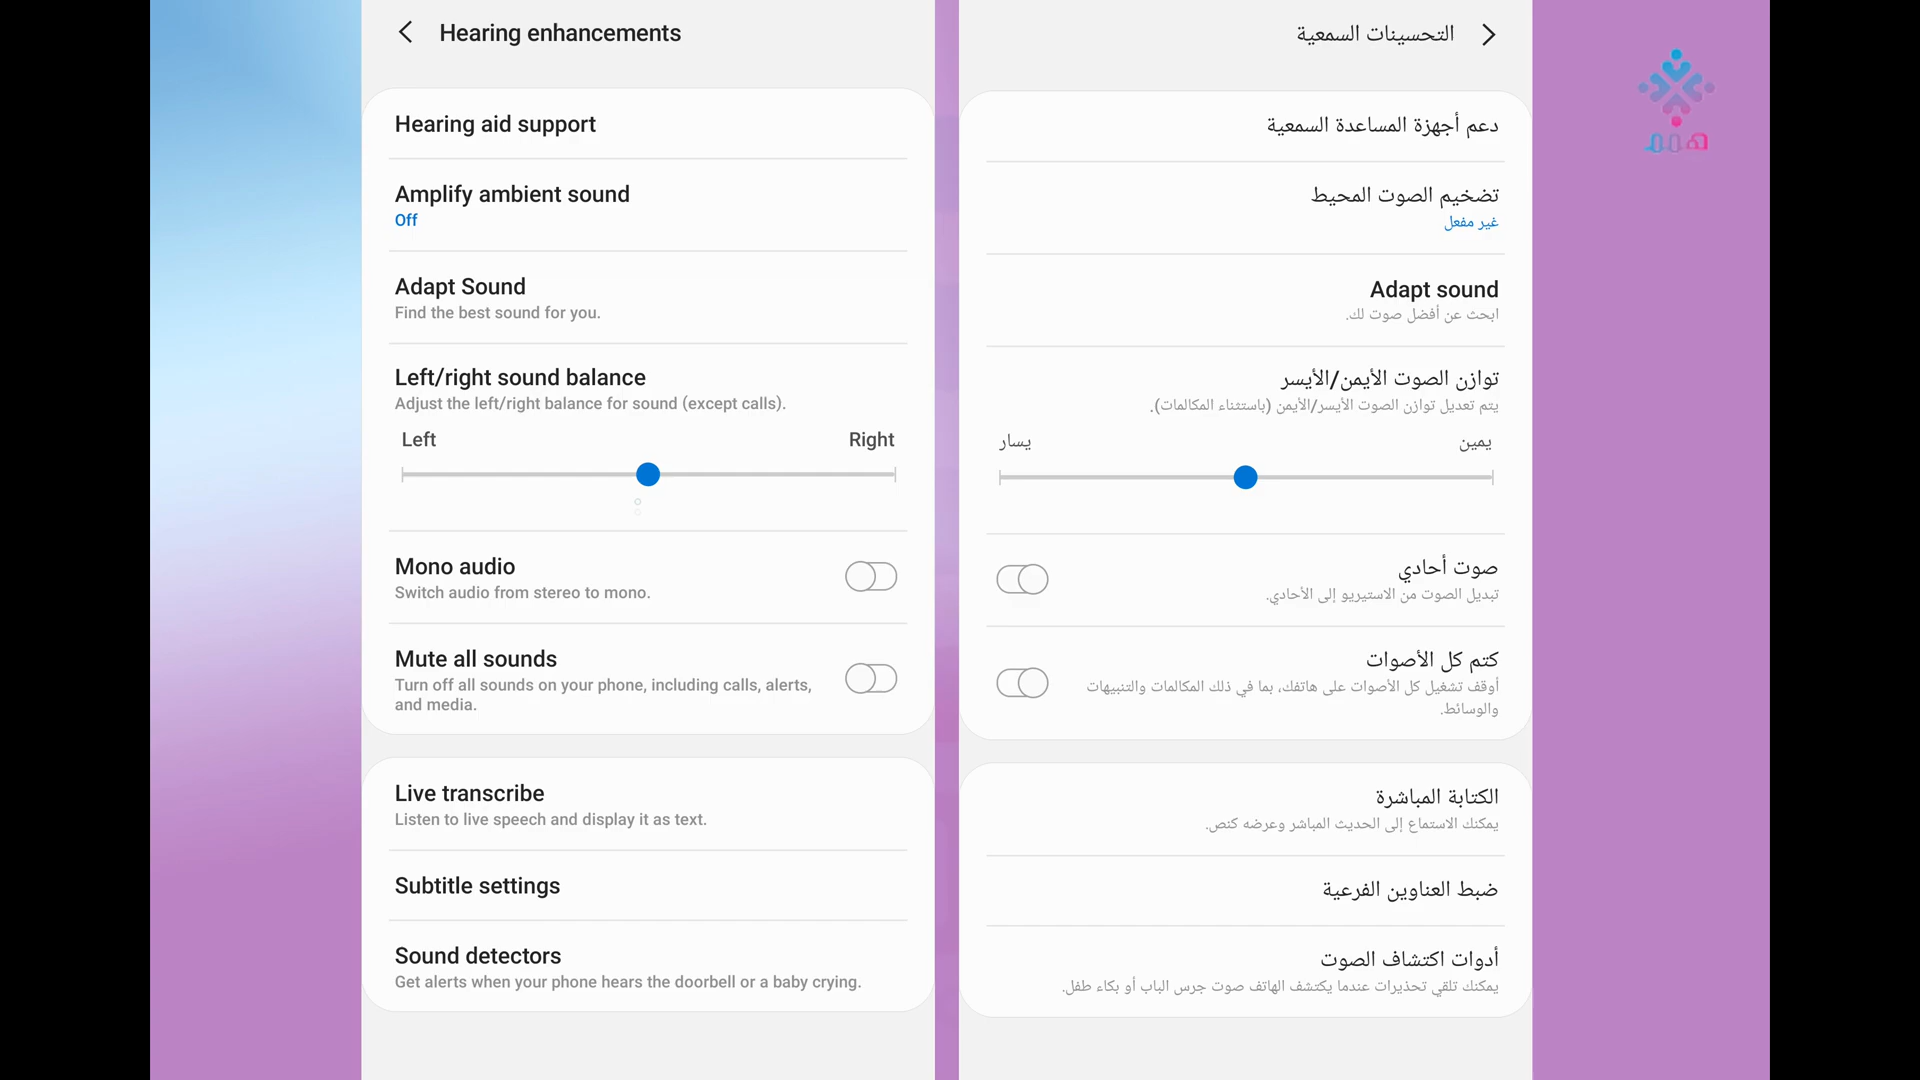 Hearing enhancements
Hearing aid support
Amplify ambient sound
Off
Adapt Sound
Find the best sound for you.
Left/right sound balance
Adjust the left/right balance for sound (except calls).
Left Right
Mono audio
Switch audio from stereo to mono.
Mute all sounds
Turn off all sounds on your phone, including calls, alerts,
and media.
Live transcribe
Listen to live speech and display it as text.
Subtitle settings
Sound detectors
Get alerts when your phone hears the doorbell or a baby crying.
التحسينات السمعية
دعم أجهزة المساعدة السمعية
تضخيم الصوت المحيط
غير مفعل
Adapt sound
ابحث عن أفضل صوت لك.
توازن الصوت الأيمن/الأيسر
يتم تعديل توازن الصوت الأيسر/الأيمن (باستثناء المكالمات).
يمين يسار
صوت أحادي
تبديل الصوت من الاستيريو إلى الأحادي.
كتم كل الأصوات
أوقف تشغيل كل الأصوات على هاتفك، بما في ذلك المكالمات والتنبيهات
والوسائط.
الكتابة المباشرة
يمكنك الاستماع إلى الحديث المباشر وعرضه كنص.
ضبط العناوين الفرعية
أدوات اكتشاف الصوت
يمكنك تلقي تحذيرات عندما يكتشف الهاتف صوت جرس الباب أو بكاء طفل.
همم